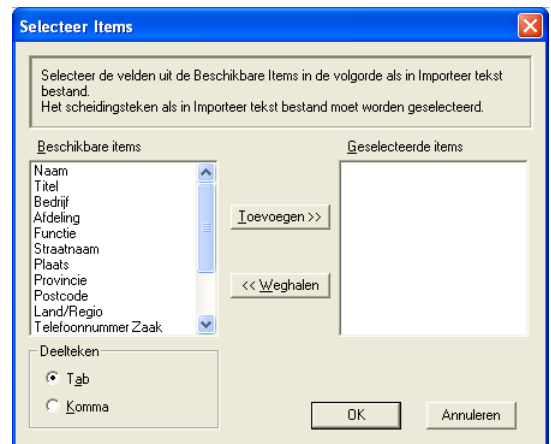 Selecteer Items
Selecteer de velden uit de Beschikbare Items in de volgorde als in Importeer tekst
bestand.
Het scheidingsteken als in Importeer tekst bestand moet worden geselecteerd.
Beschikbare items
Geselecteerde items
Naam
Titel
Bedrijf
Afdeling
Functie
Straatnaam
Plaats
Provincie
Postcode
Land/Regio
Telefoonnummer Zaak
Toevoegen >>
<< Weghalen
Deelteken
Tab
Komma
OK
Annuleren